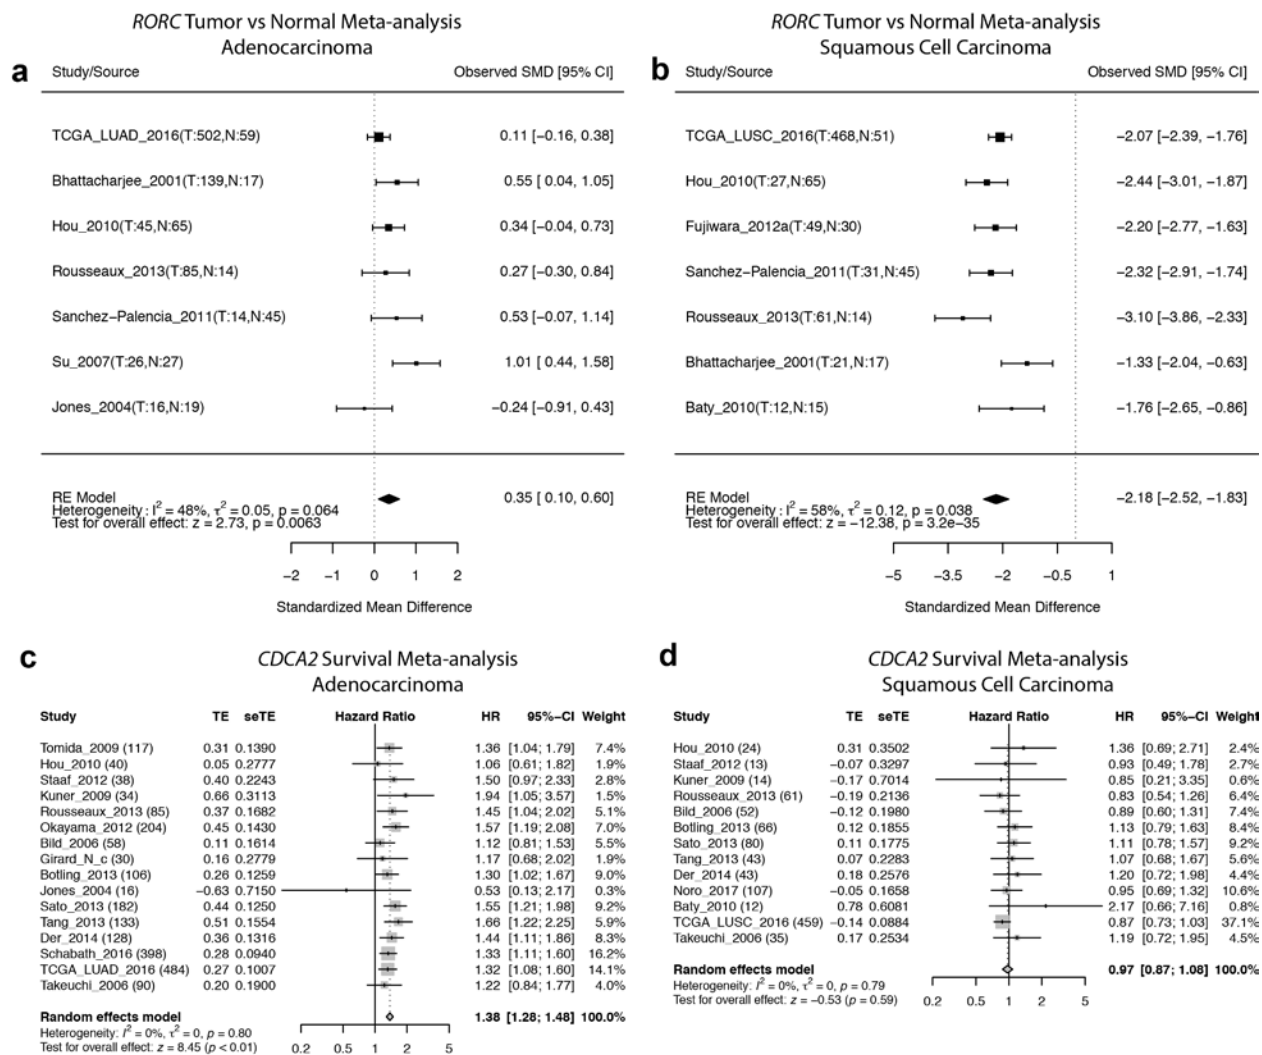 RORC Tumor vs Normal Meta-analysis
Adenocarcinoma
a
Study/Source Observed SMD [95% CI]
TCGA_LUAD_2016(T:502,N:59) 0.11 [−0.16, 0.38]
Bhattacharjee_2001(T:139,N:17) 0.55 [ 0.04, 1.05]
Hou_2010(T:45,N:65) 0.34 [−0.04, 0.73]
Rousseaux_2013(T:85,N:14) 0.27 [−0.30, 0.84]
Sanchez−Palencia_2011(T:14,N:45) 0.53 [−0.07, 1.14]
Su_2007(T:26,N:27) 1.01 [ 0.44, 1.58]
Jones_2004(T:16,N:19) −0.24 [−0.91, 0.43]
RE Model 0.35 [ 0.10, 0.60]
Heterogeneity : I² = 48%, τ² = 0.05, p = 0.064
Test for overall effect: z = 2.73, p = 0.0063
−2 −1 0 1 2
Standardized Mean Difference
RORC Tumor vs Normal Meta-analysis
Squamous Cell Carcinoma
b
Study/Source Observed SMD [95% CI]
TCGA_LUSC_2016(T:468,N:51) −2.07 [−2.39, −1.76]
Hou_2010(T:27,N:65) −2.44 [−3.01, −1.87]
Fujiwara_2012a(T:49,N:30) −2.20 [−2.77, −1.63]
Sanchez−Palencia_2011(T:31,N:45) −2.32 [−2.91, −1.74]
Rousseaux_2013(T:61,N:14) −3.10 [−3.86, −2.33]
Bhattacharjee_2001(T:21,N:17) −1.33 [−2.04, −0.63]
Baty_2010(T:12,N:15) −1.76 [−2.65, −0.86]
RE Model −2.18 [−2.52, −1.83]
Heterogeneity : I² = 58%, τ² = 0.12, p = 0.038
Test for overall effect: z = −12.38, p = 3.2e−35
−5 −3.5 −2 −0.5 1
Standardized Mean Difference
c
CDCA2 Survival Meta-analysis
Adenocarcinoma
Study TE seTE Hazard Ratio HR 95%−CI Weight
Tomida_2009 (117) 0.31 0.1390 1.36 [1.04; 1.79] 7.4%
Hou_2010 (40) 0.05 0.2777 1.06 [0.61; 1.82] 1.9%
Staaf_2012 (38) 0.40 0.2243 1.50 [0.97; 2.33] 2.8%
Kuner_2009 (34) 0.66 0.3113 1.94 [1.05; 3.57] 1.5%
Rousseaux_2013 (85) 0.37 0.1682 1.45 [1.04; 2.02] 5.1%
Okayama_2012 (204) 0.45 0.1430 1.57 [1.19; 2.08] 7.0%
Bild_2006 (58) 0.11 0.1614 1.12 [0.81; 1.53] 5.5%
Girard_N_c (30) 0.16 0.2779 1.17 [0.68; 2.02] 1.9%
Botling_2013 (106) 0.26 0.1259 1.30 [1.02; 1.67] 9.0%
Jones_2004 (16) −0.63 0.7150 0.53 [0.13; 2.17] 0.3%
Sato_2013 (182) 0.44 0.1250 1.55 [1.21; 1.98] 9.2%
Tang_2013 (133) 0.51 0.1554 1.66 [1.22; 2.25] 5.9%
Der_2014 (128) 0.36 0.1316 1.44 [1.11; 1.86] 8.3%
Schabath_2016 (398) 0.28 0.0940 1.33 [1.11; 1.60] 16.2%
TCGA_LUAD_2016 (484) 0.27 0.1007 1.32 [1.08; 1.60] 14.1%
Takeuchi_2006 (90) 0.20 0.1900 1.22 [0.84; 1.77] 4.0%
Random effects model 1.38 [1.28; 1.48] 100.0%
Heterogeneity: I² = 0%, τ² = 0, p = 0.80
Test for overall effect: z = 8.45 (p < 0.01)
0.2 0.5 1 2 5
d
CDCA2 Survival Meta-analysis
Squamous Cell Carcinoma
Study TE seTE Hazard Ratio HR 95%−CI Weight
Hou_2010 (24) 0.31 0.3502 1.36 [0.69; 2.71] 2.4%
Staaf_2012 (13) −0.07 0.3297 0.93 [0.49; 1.78] 2.7%
Kuner_2009 (14) −0.17 0.7014 0.85 [0.21; 3.35] 0.6%
Rousseaux_2013 (61) −0.19 0.2136 0.83 [0.54; 1.26] 6.4%
Bild_2006 (52) −0.12 0.1980 0.89 [0.60; 1.31] 7.4%
Botling_2013 (66) 0.12 0.1855 1.13 [0.79; 1.63] 8.4%
Sato_2013 (80) 0.11 0.1775 1.11 [0.78; 1.57] 9.2%
Tang_2013 (43) 0.07 0.2283 1.07 [0.68; 1.67] 5.6%
Der_2014 (43) 0.18 0.2576 1.20 [0.72; 1.98] 4.4%
Noro_2017 (107) −0.05 0.1658 0.95 [0.69; 1.32] 10.6%
Baty_2010 (12) 0.78 0.6081 2.17 [0.66; 7.16] 0.8%
TCGA_LUSC_2016 (459) −0.14 0.0884 0.87 [0.73; 1.03] 37.1%
Takeuchi_2006 (35) 0.17 0.2534 1.19 [0.72; 1.95] 4.5%
Random effects model 0.97 [0.87; 1.08] 100.0%
Heterogeneity: I² = 0%, τ² = 0, p = 0.79
Test for overall effect: z = −0.53 (p = 0.59)
0.2 0.5 1 2 5